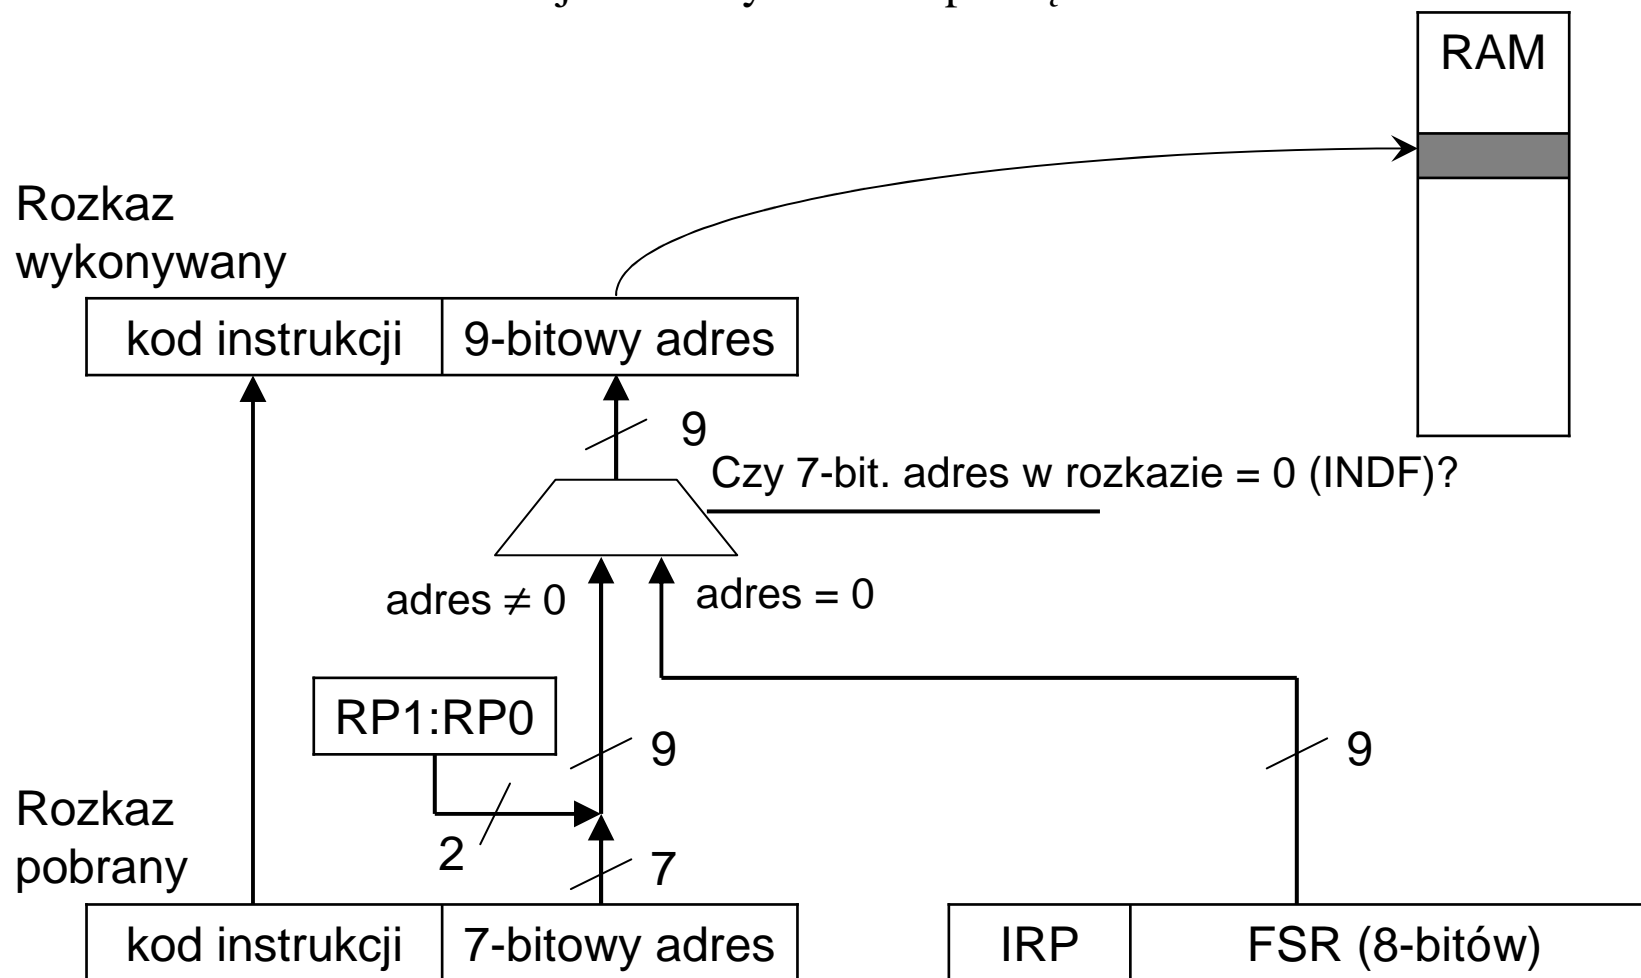 RAM
Rozkaz
wykonywany
kod instrukcji 9-bitowy adres
9
Czy 7-bit. adres w rozkazie = 0 (INDF)?
adres ≠ 0 adres = 0
RP1:RP0
9 9
Rozkaz
pobrany
2 7
kod instrukcji 7-bitowy adres IRP FSR (8-bitów)